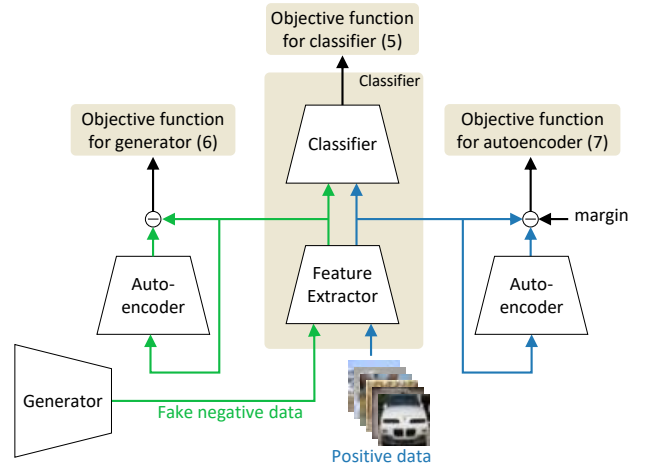 Objective function
for classifier (5)
Classifier
Objective function
for generator (6)
Classifier
Objective function
for autoencoder (7)
margin
Auto-
encoder
Feature
Extractor
Auto-
encoder
Generator
Fake negative data
Positive data